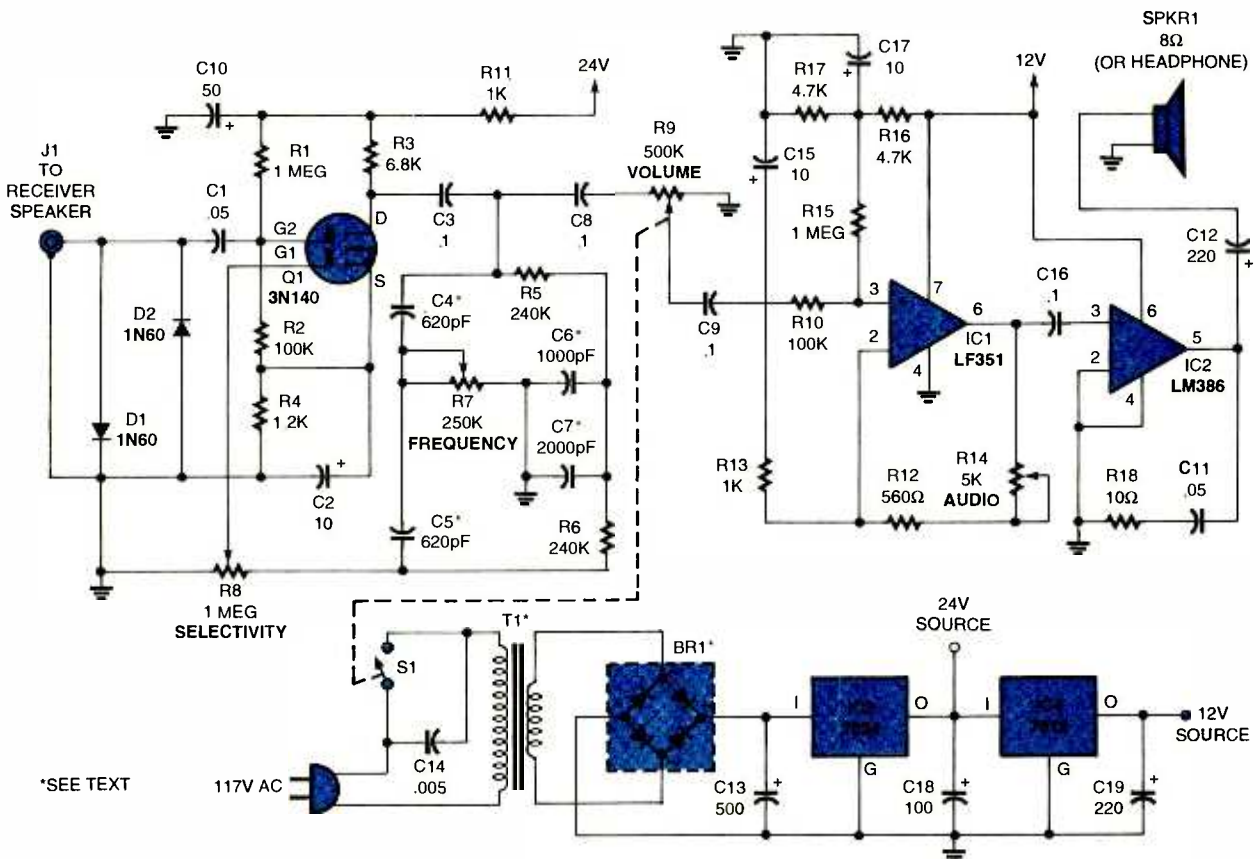 SPKR1
8Ω
(OR HEADPHONE)
C10
50
+
R11
1K
24V
C17
10
+
R17
4.7K
12V
R16
4.7K
J1
TO
RECEIVER
SPEAKER
C1
.05
R1
1 MEG
R3
6.8K
R9
500K
VOLUME
C15
10
+
C3
.1
C8
.1
R15
1 MEG
G2
G1
D
S
Q1
3N140
C12
220
+
D2
1N60
R2
100K
C4*
620pF
R5
240K
C6*
1000pF
C9
.1
R10
100K
3
2
7
6
4
IC1
LF351
C16
.1
3
2
6
5
4
IC2
LM386
D1
1N60
R4
1.2K
R7
250K
FREQUENCY
C7*
2000pF
C2
10
+
R13
1K
R12
560Ω
R14
5K
AUDIO
R18
10Ω
C11
.05
C5*
620pF
R6
240K
R8
1 MEG
SELECTIVITY
T1*
S1
BR1*
24V
SOURCE
I
O
G
I
O
G
12V
SOURCE
*SEE TEXT
117V AC
C14
.005
C13
500
+
C18
100
+
C19
220
+